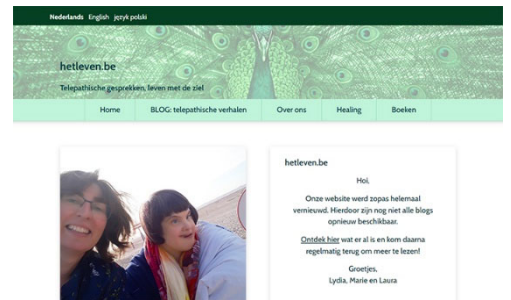 Nederlands English język polski
hetleven.be
Telepathische gesprekken, leven met de ziel
Home BLOG: telepathische verhalen Over ons Healing Boeken
hetleven.be
Hoi,
Onze website werd zopas helemaal
vernieuwd. Hierdoor zijn nog niet alle blogs
opnieuw beschikbaar.
Ontdek hier wat er al is en kom daarna
regelmatig terug om meer te lezen!
Groetjes,
Lydia, Marie en Laura